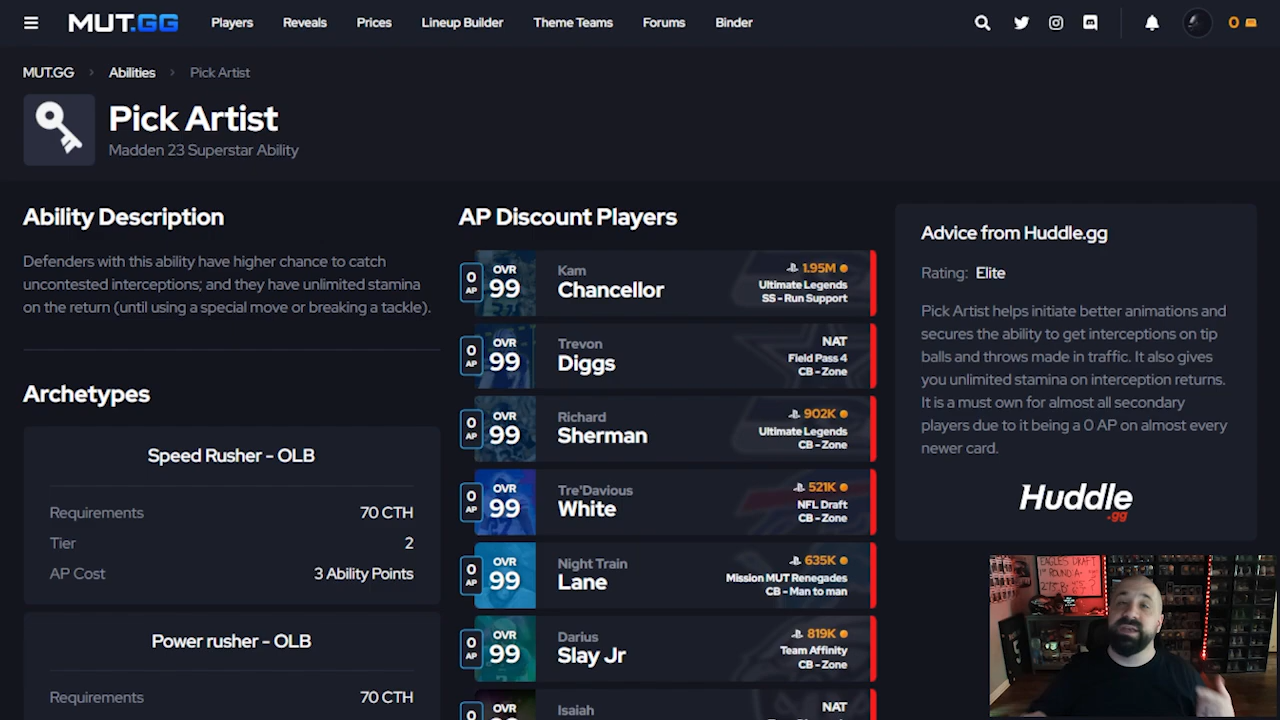 MUT.GG
Players
Reveals
Prices
Lineup Builder
Theme Teams
Forums
Binder
0
MUT.GG > Abilities > Pick Artist
Pick Artist
Madden 23 Superstar Ability
Ability Description
Defenders with this ability have higher chance to catch
uncontested interceptions; and they have unlimited stamina
on the return (until using a special move or breaking a tackle).
Archetypes
Speed Rusher - OLB
Requirements 70 CTH
Tier 2
AP Cost 3 Ability Points
Power rusher - OLB
Requirements 70 CTH
AP Discount Players
0 AP
OVR 99
Kam
Chancellor
1.95M
Ultimate Legends
SS - Run Support
0 AP
OVR 99
Trevon
Diggs
NAT
Field Pass 4
CB - Zone
0 AP
OVR 99
Richard
Sherman
902K
Ultimate Legends
CB - Zone
0 AP
OVR 99
Tre'Davious
White
521K
NFL Draft
CB - Zone
0 AP
OVR 99
Night Train
Lane
635K
Mission MUT Renegades
CB - Man to man
0 AP
OVR 99
Darius
Slay Jr
819K
Team Affinity
CB - Zone
0
Isaiah
NAT
Advice from Huddle.gg
Rating: Elite
Pick Artist helps initiate better animations and
secures the ability to get interceptions on tip
balls and throws made in traffic. It also gives
you unlimited stamina on interception returns.
It is a must own for almost all secondary
players due to it being a 0 AP on almost every
newer card.
Huddle
.gg
EAGLES DRAFT